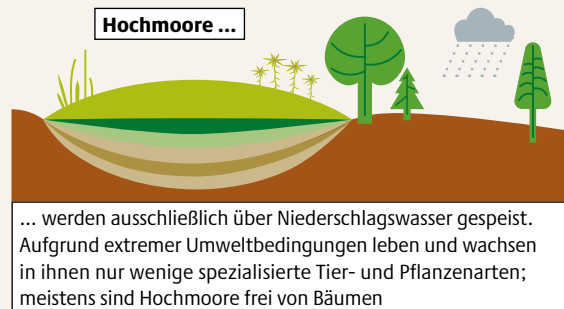 Hochmoore ...
... werden ausschließlich über Niederschlagswasser gespeist.
Aufgrund extremer Umweltbedingungen leben und wachsen
in ihnen nur wenige spezialisierte Tier- und Pflanzenarten;
meistens sind Hochmoore frei von Bäumen